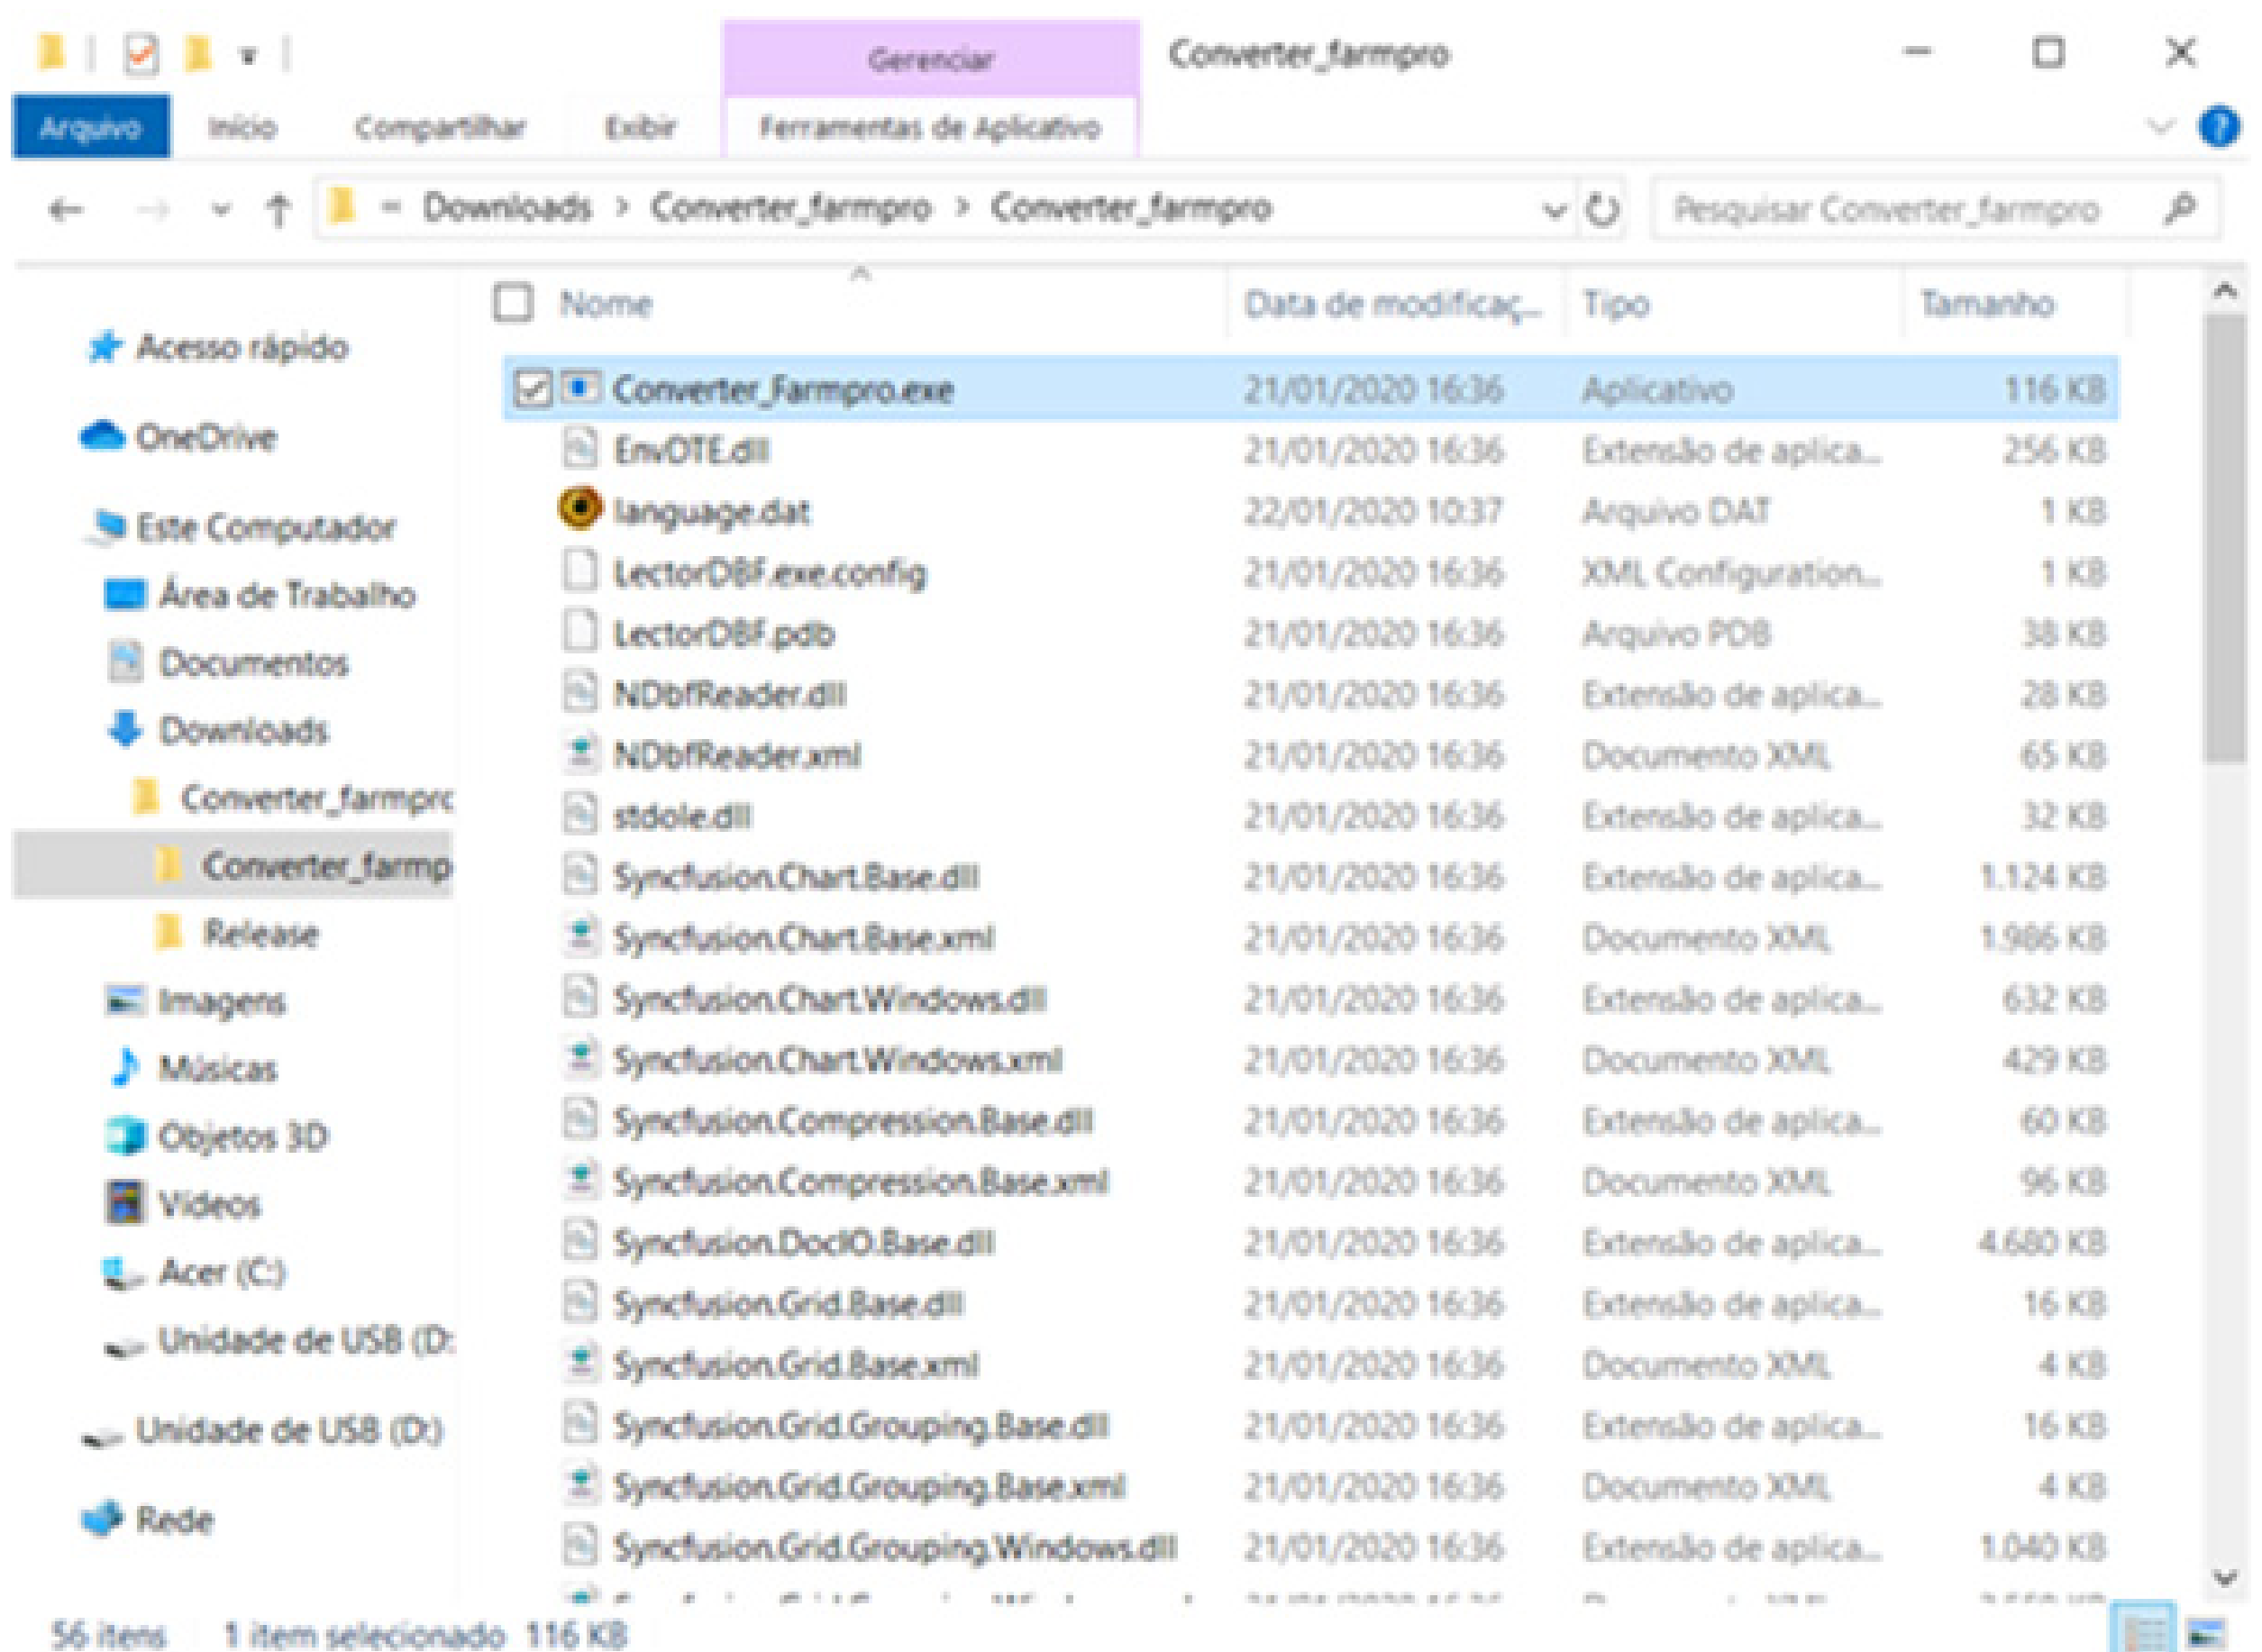 Gerenciar
Converter_farmpro
Arquivo Início Compartilhar Exibir Ferramentas de Aplicativo
Downloads > Converter_farmpro > Converter_farmpro
Pesquisar Converter_farmpro
Acesso rápido
OneDrive
Este Computador
Área de Trabalho
Documentos
Downloads
Converter_farmpro
Converter_farmp
Release
Imagens
Músicas
Objetos 3D
Vídeos
Acer (C:)
Unidade de USB (D:
Unidade de USB (D:)
Rede
Nome Data de modificaç... Tipo Tamanho
Converter_Farmpro.exe 21/01/2020 16:36 Aplicativo 116 KB
EnvDTE.dll 21/01/2020 16:36 Extensão de aplica... 256 KB
language.dat 22/01/2020 10:37 Arquivo DAT 1 KB
LectorDBF.exe.config 21/01/2020 16:36 XML Configuration... 1 KB
LectorDBF.pdb 21/01/2020 16:36 Arquivo PDB 38 KB
NDbfReader.dll 21/01/2020 16:36 Extensão de aplica... 28 KB
NDbfReader.xml 21/01/2020 16:36 Documento XML 65 KB
stdole.dll 21/01/2020 16:36 Extensão de aplica... 32 KB
Syncfusion.Chart.Base.dll 21/01/2020 16:36 Extensão de aplica... 1.124 KB
Syncfusion.Chart.Base.xml 21/01/2020 16:36 Documento XML 1.986 KB
Syncfusion.Chart.Windows.dll 21/01/2020 16:36 Extensão de aplica... 632 KB
Syncfusion.Chart.Windows.xml 21/01/2020 16:36 Documento XML 429 KB
Syncfusion.Compression.Base.dll 21/01/2020 16:36 Extensão de aplica... 60 KB
Syncfusion.Compression.Base.xml 21/01/2020 16:36 Documento XML 96 KB
Syncfusion.DocIO.Base.dll 21/01/2020 16:36 Extensão de aplica... 4.680 KB
Syncfusion.Grid.Base.dll 21/01/2020 16:36 Extensão de aplica... 16 KB
Syncfusion.Grid.Base.xml 21/01/2020 16:36 Documento XML 4 KB
Syncfusion.Grid.Grouping.Base.dll 21/01/2020 16:36 Extensão de aplica... 16 KB
Syncfusion.Grid.Grouping.Base.xml 21/01/2020 16:36 Documento XML 4 KB
Syncfusion.Grid.Grouping.Windows.dll 21/01/2020 16:36 Extensão de aplica... 1.040 KB
56 itens 1 item selecionado 116 KB